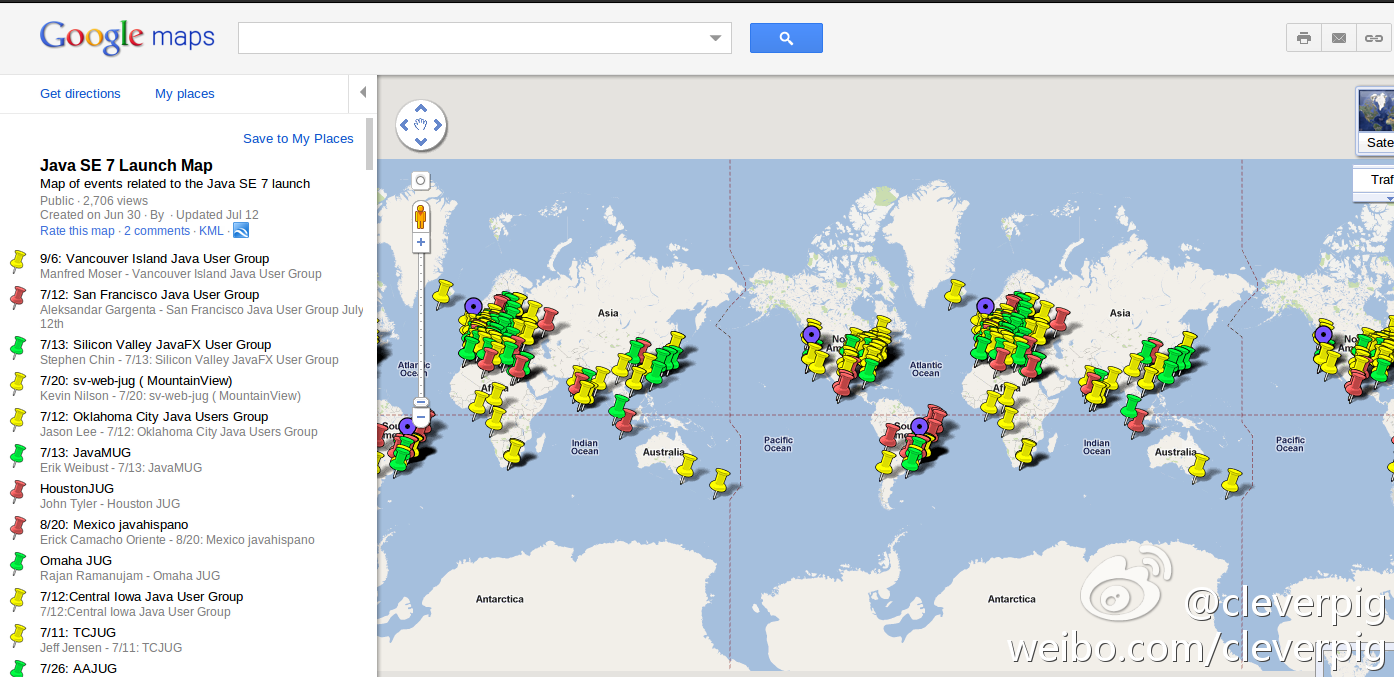 Google maps
Get directions
My places
Save to My Places
Java SE 7 Launch Map
Map of events related to the Java SE 7 launch
Public · 2,706 views
Created on Jun 30 · By · Updated Jul 12
Rate this map · 2 comments · KML ·
9/6: Vancouver Island Java User Group
Manfred Moser - Vancouver Island Java User Group
7/12: San Francisco Java User Group
Aleksandar Gargenta - San Francisco Java User Group July
12th
7/13: Silicon Valley JavaFX User Group
Stephen Chin - 7/13: Silicon Valley JavaFX User Group
7/20: sv-web-jug ( MountainView)
Kevin Nilson - 7/20: sv-web-jug ( MountainView)
7/12: Oklahoma City Java Users Group
Jason Lee - 7/12: Oklahoma City Java Users Group
7/13: JavaMUG
Erik Weibust - 7/13: JavaMUG
HoustonJUG
John Tyler - Houston JUG
8/20: Mexico javahispano
Erick Camacho Oriente - 8/20: Mexico javahispano
Omaha JUG
Rajan Ramanujam - Omaha JUG
7/12:Central Iowa Java User Group
7/12:Central Iowa Java User Group
7/11: TCJUG
Jeff Jensen - 7/11: TCJUG
7/26: AAJUG
Sate
Traf
Asia
Asia
Atlantic
Ocean
Atlantic
Ocean
Indian
Ocean
Indian
Ocean
Pacific
Ocean
Pacific
Ocean
Australia
Australia
Antarctica
Antarctica
@cleverpig
weibo.com/cleverpig